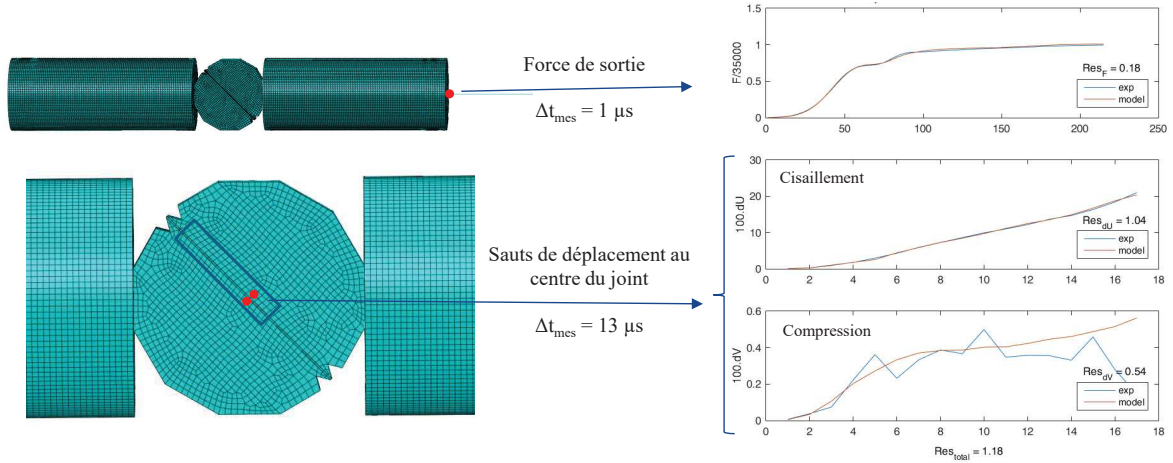 Force de sortie
Δt_mes = 1 µs
Sauts de déplacement au
centre du joint
Δt_mes = 13 µs
F/35000
1.5
1
0.5
0
0 50 100 150 200 250
Res_F = 0.18
exp
model
Cisaillement
100.dU
30
20
10
0
0 2 4 6 8 10 12 14 16 18
Res_dU = 1.04
exp
model
Compression
100.dV
0.6
0.4
0.2
0
0 2 4 6 8 10 12 14 16 18
Res_dV = 0.54
exp
model
Res_total = 1.18